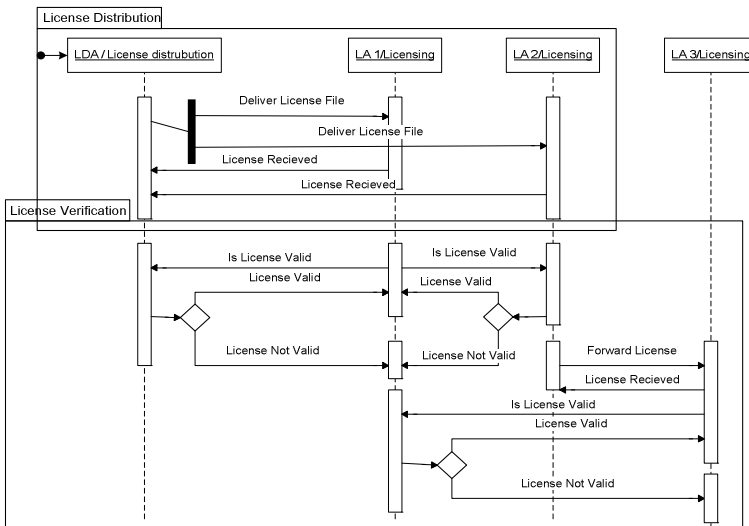 License Distribution
LDA / License distrubution
LA 1/Licensing
LA 2/Licensing
LA 3/Licensing
Deliver License File
Deliver License File
License Recieved
License Recieved
License Verification
Is License Valid
Is License Valid
License Valid
License Valid
License Not Valid
License Not Valid
Forward License
License Recieved
Is License Valid
License Valid
License Not Valid